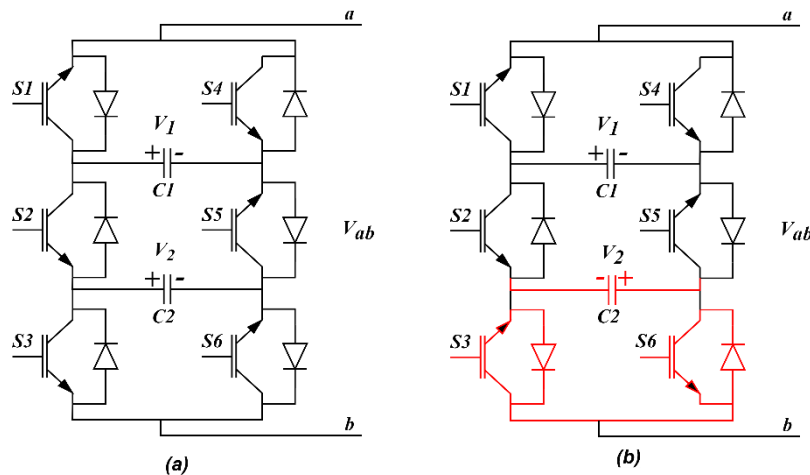 a
S1
S4
V1
+ -
C1
S2
S5
Vab
V2
+ -
C2
S3
S6
b
(a)
a
S1
S4
V1
+ -
C1
S2
S5
Vab
V2
- +
C2
S3
S6
b
(b)